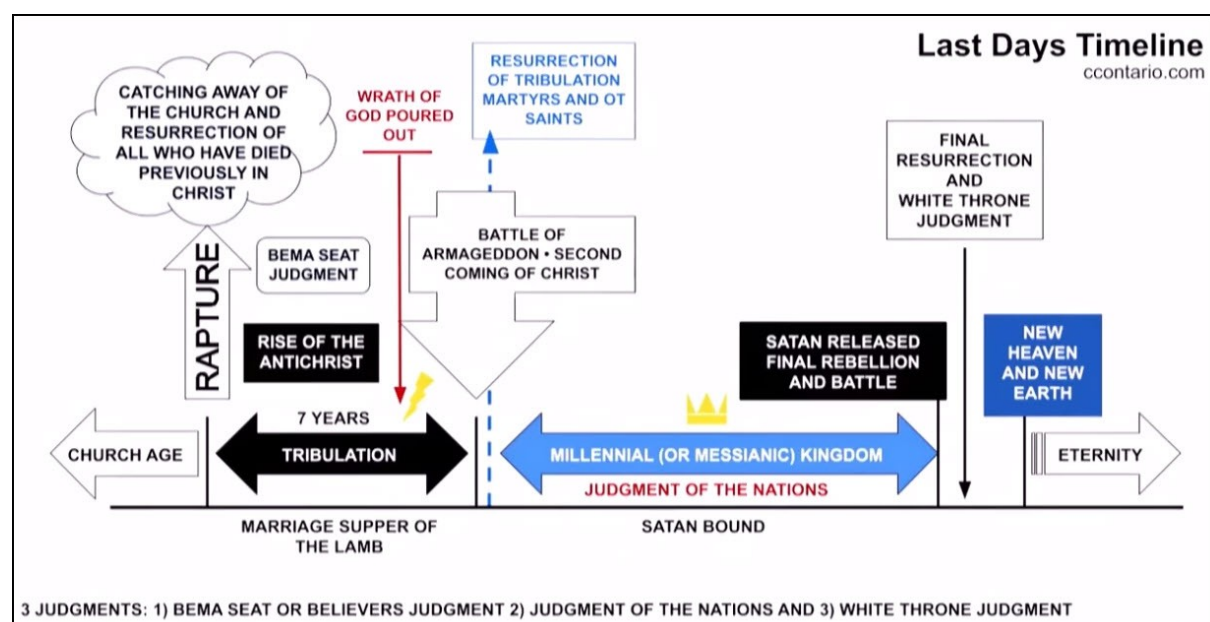 Last Days Timeline
ccontario.com
CATCHING AWAY OF
THE CHURCH AND
RESURRECTION OF
ALL WHO HAVE DIED
PREVIOUSLY IN
CHRIST
WRATH OF
GOD POURED
OUT
RESURRECTION
OF TRIBULATION
MARTYRS AND OT
SAINTS
FINAL
RESURRECTION
AND
WHITE THRONE
JUDGMENT
RAPTURE
BEMA SEAT
JUDGMENT
BATTLE OF
ARMAGEDDON • SECOND
COMING OF CHRIST
RISE OF THE
ANTICHRIST
SATAN RELEASED
FINAL REBELLION
AND BATTLE
NEW
HEAVEN
AND NEW
EARTH
CHURCH AGE
7 YEARS
TRIBULATION
MILLENNIAL (OR MESSIANIC) KINGDOM
JUDGMENT OF THE NATIONS
ETERNITY
MARRIAGE SUPPER OF
THE LAMB
SATAN BOUND
3 JUDGMENTS: 1) BEMA SEAT OR BELIEVERS JUDGMENT 2) JUDGMENT OF THE NATIONS AND 3) WHITE THRONE JUDGMENT